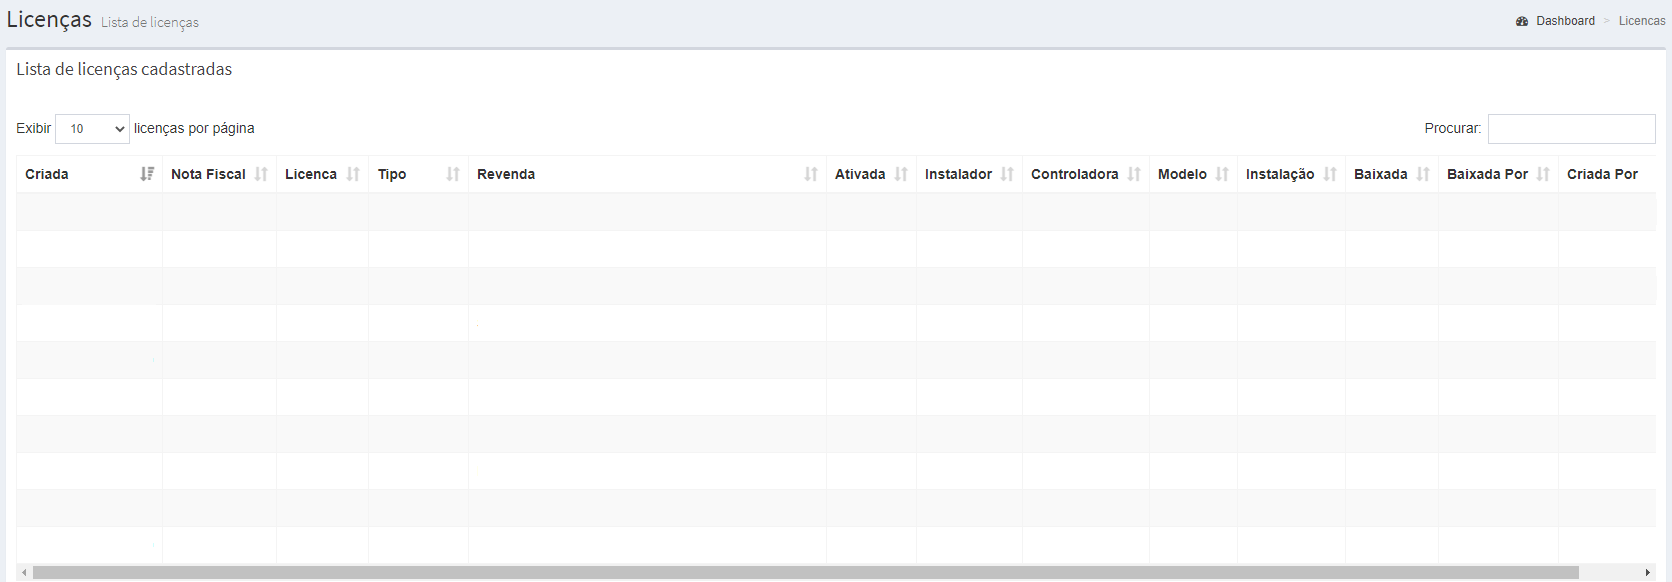 Licenças Lista de licenças
Dashboard > Licencas
Lista de licenças cadastradas
Exibir 10 licenças por página
Procurar:
Criada Nota Fiscal Licenca Tipo Revenda Ativada Instalador Controladora Modelo Instalação Baixada Baixada Por Criada Por